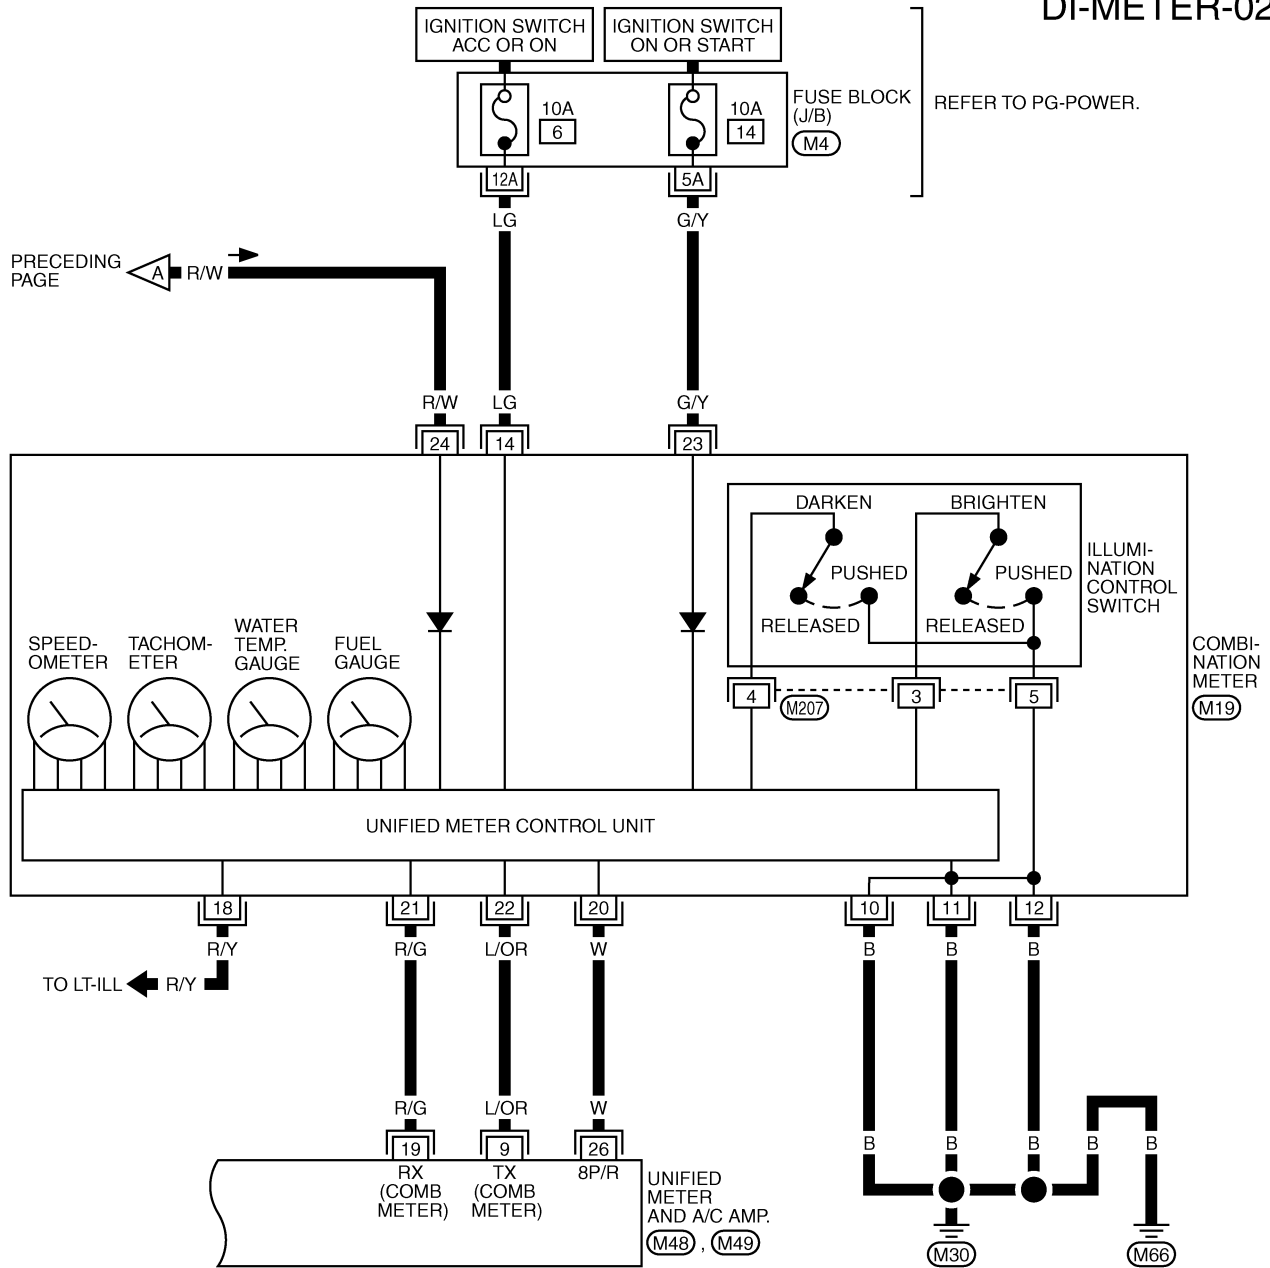 DI-METER-02
IGNITION SWITCH
ACC OR ON
IGNITION SWITCH
ON OR START
10A
6
10A
14
FUSE BLOCK
(J/B)
M4
REFER TO PG-POWER.
12A
5A
LG
G/Y
PRECEDING
PAGE
A
R/W
R/W
LG
G/Y
24
14
23
DARKEN
BRIGHTEN
PUSHED
PUSHED
RELEASED
RELEASED
ILLUMI-
NATION
CONTROL
SWITCH
SPEED-
OMETER
TACHOM-
ETER
WATER
TEMP.
GAUGE
FUEL
GAUGE
COMBI-
NATION
METER
M19
4
M207
3
5
UNIFIED METER CONTROL UNIT
18
21
22
20
10
11
12
R/Y
R/G
L/OR
W
B
B
B
TO LT-ILL
R/Y
R/G
L/OR
W
B
B
B
B
B
19
9
26
RX
(COMB
METER)
TX
(COMB
METER)
8P/R
UNIFIED
METER
AND A/C AMP.
M48 , M49
M30
M66